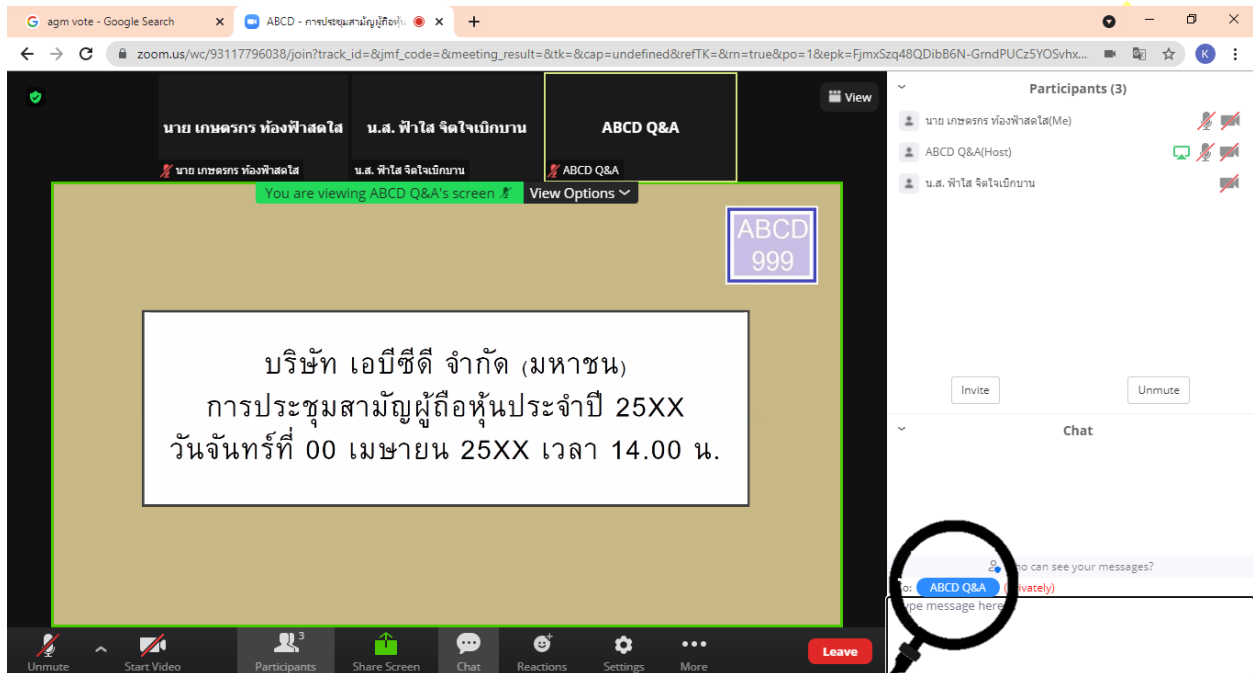 agm vote - Google Search
ABCD - การประชุมสามัญผู้ถือหุ้น
zoom.us/wc/93117796038/join?track_id=&jmf_code=&meeting_result=&tk=&cap=undefined&refTK=&rn=true&po=1&epk=FjmxSzq48QDibB6N-GrndPUCz5YOSvhx...
K
View
นาย เกษตรกร ท้องฟ้าสดใส
น.ส. ฟ้าใส จิตใจเบิกบาน
ABCD Q&A
นาย เกษตรกร ท้องฟ้าสดใส
น.ส. ฟ้าใส จิตใจเบิกบาน
ABCD Q&A
You are viewing ABCD Q&A's screen
View Options
ABCD
999
บริษัท เอบีซีดี จำกัด (มหาชน)
การประชุมสามัญผู้ถือหุ้นประจำปี 25XX
วันจันทร์ที่ 00 เมษายน 25XX เวลา 14.00 น.
Unmute
Start Video
3
Participants
Share Screen
Chat
Reactions
Settings
More
Leave
Participants (3)
นาย เกษตรกร ท้องฟ้าสดใส(Me)
ABCD Q&A(Host)
น.ส. ฟ้าใส จิตใจเบิกบาน
Invite
Unmute
Chat
can see your messages?
ABCD Q&A
message here